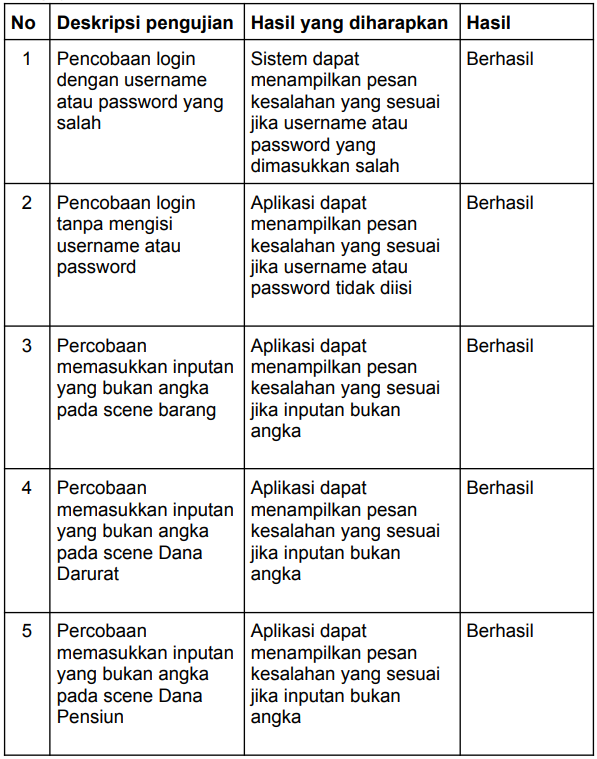 No Deskripsi pengujian Hasil yang diharapkan Hasil
1 Pencobaan login Sistem dapat Berhasil
dengan username menampilkan pesan
atau password yang kesalahan yang sesuai
salah jika username atau
password yang
dimasukkan salah
2 Pencobaan login Aplikasi dapat Berhasil
tanpa mengisi menampilkan pesan
username atau kesalahan yang sesuai
password jika username atau
password tidak diisi
3 Percobaan Aplikasi dapat Berhasil
memasukkan inputan menampilkan pesan
yang bukan angka kesalahan yang sesuai
pada scene barang jika inputan bukan
angka
4 Percobaan Aplikasi dapat Berhasil
memasukkan inputan menampilkan pesan
yang bukan angka kesalahan yang sesuai
pada scene Dana jika inputan bukan
Darurat angka
5 Percobaan Aplikasi dapat Berhasil
memasukkan inputan menampilkan pesan
yang bukan angka kesalahan yang sesuai
pada scene Dana jika inputan bukan
Pensiun angka